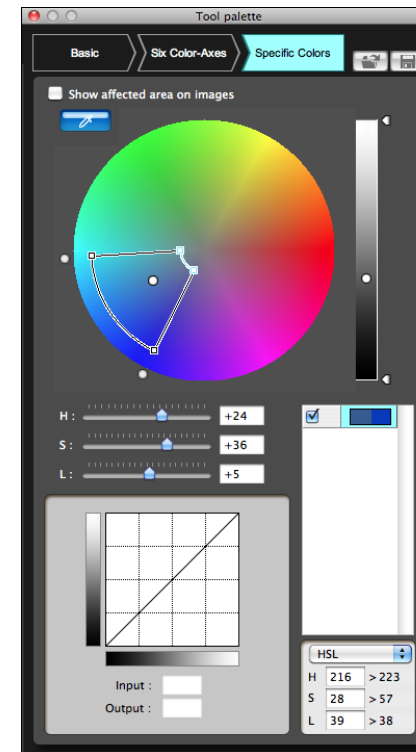 Tool palette
Basic Six Color-Axes Specific Colors
Show affected area on images
H : +24
S : +36
L : +5
Input :
Output :
HSL
H 216 > 223
S 28 > 57
L 39 > 38